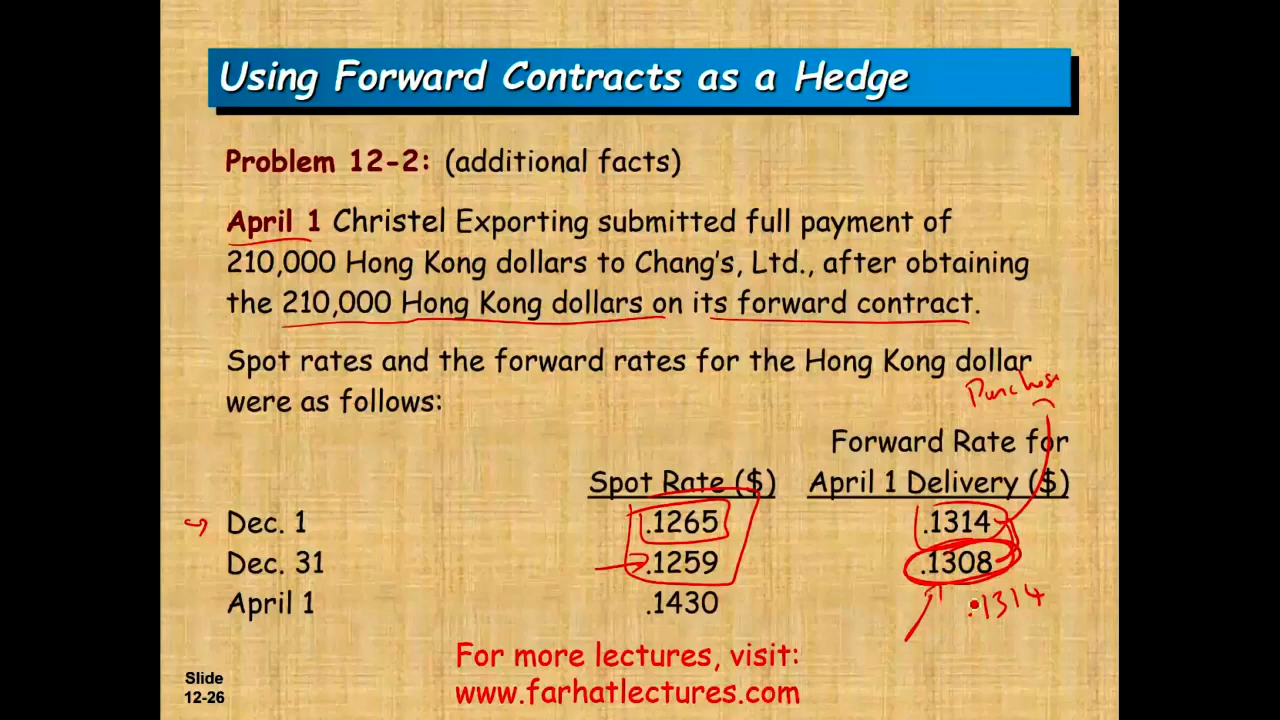 Using Forward Contracts as a Hedge
Problem 12-2: (additional facts)
April 1 Christel Exporting submitted full payment of
210,000 Hong Kong dollars to Chang's, Ltd., after obtaining
the 210,000 Hong Kong dollars on its forward contract.
Spot rates and the forward rates for the Hong Kong dollar
were as follows:
Purchase
Forward Rate for
Spot Rate ($) April 1 Delivery ($)
Dec. 1 .1265 .1314
Dec. 31 .1259 .1308
April 1 .1430 .1314
For more lectures, visit:
www.farhatlectures.com
Slide
12-26